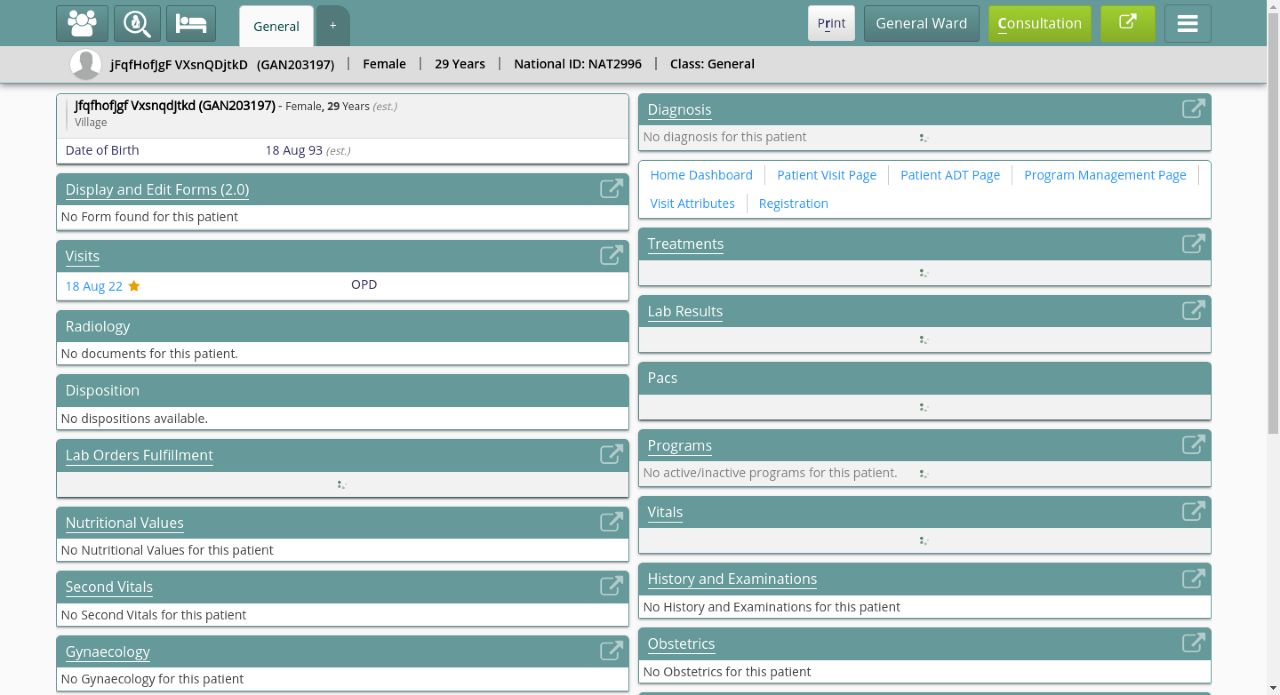 General
+
Print
General Ward
Consultation
jFqfHofJgF VXsnQDjtkD (GAN203197) | Female | 29 Years | National ID: NAT2996 | Class: General
Jfqfhofjgf Vxsnqdjtkd (GAN203197) - Female, 29 Years (est.)
Village
Date of Birth 18 Aug 93 (est.)
Display and Edit Forms (2.0)
No Form found for this patient
Visits
18 Aug 22 OPD
Radiology
No documents for this patient.
Disposition
No dispositions available.
Lab Orders Fulfillment
Nutritional Values
No Nutritional Values for this patient
Second Vitals
No Second Vitals for this patient
Gynaecology
No Gynaecology for this patient
Diagnosis
No diagnosis for this patient
Home Dashboard | Patient Visit Page | Patient ADT Page | Program Management Page |
Visit Attributes | Registration
Treatments
Lab Results
Pacs
Programs
No active/inactive programs for this patient.
Vitals
History and Examinations
No History and Examinations for this patient
Obstetrics
No Obstetrics for this patient